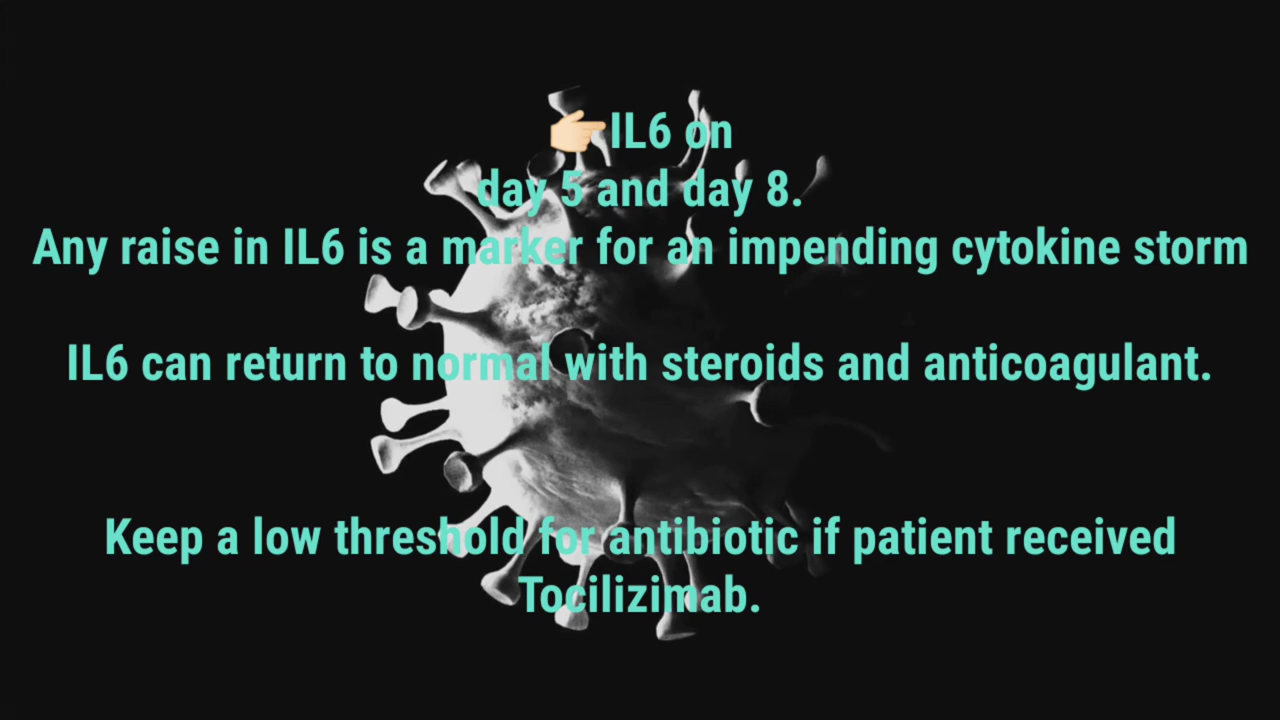 👉🏻IL6 on
day 5 and day 8.
Any raise in IL6 is a marker for an impending cytokine storm
IL6 can return to normal with steroids and anticoagulant.
Keep a low threshold for antibiotic if patient received
Tocilizimab.